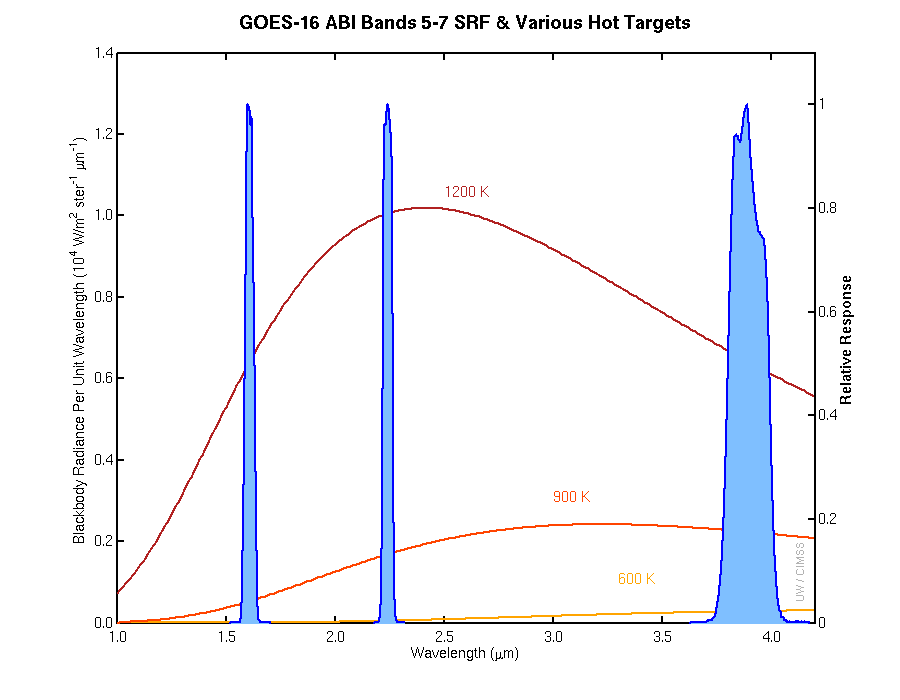 GOES-16 ABI Bands 5-7 SRF & Various Hot Targets
Blackbody Radiance Per Unit Wavelength (10⁴ W/m² ster⁻¹ µm⁻¹)
1.4
1.2
1.0
0.8
0.6
0.4
0.2
0.0
1200 K
900 K
600 K
1
0.8
0.6
0.4
0.2
0
Relative Response
UW / CIMSS
1.0
1.5
2.0
2.5
3.0
3.5
4.0
Wavelength (µm)